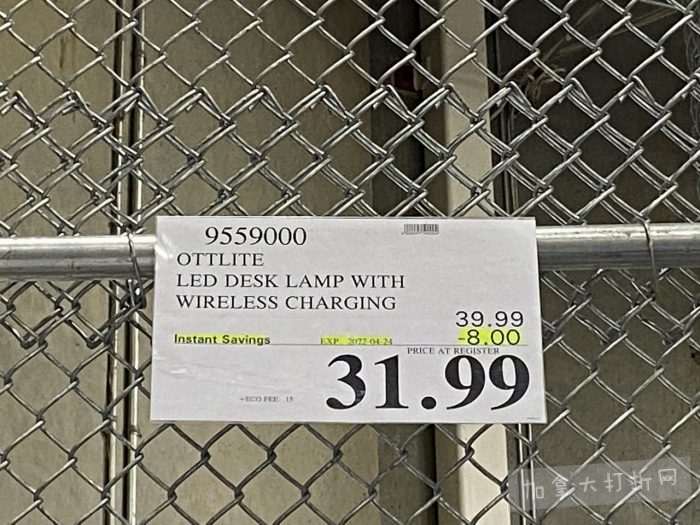 9559000
OTTLITE
LED DESK LAMP WITH
WIRELESS CHARGING
39.99
Instant Savings EXP. 2022-04-24 -8.00
PRICE AT REGISTER
31.99
+ECO FEE .15
加拿大打折网